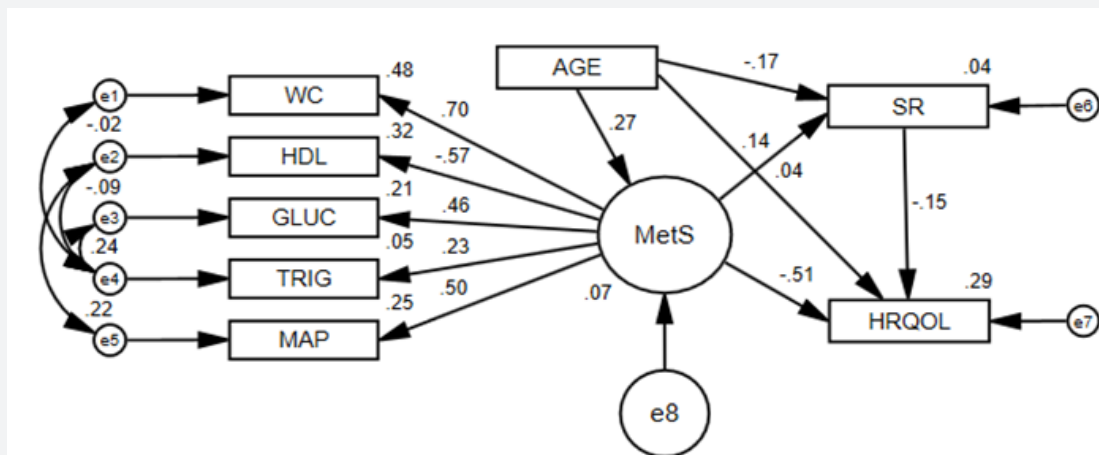 .48
AGE
-.17
.04
e1
WC
SR
e6
-.02
.70
.32
.27
.14
e2
HDL
-.57
.04
-.09
.21
e3
GLUC
.46
MetS
-.15
.24
.05
.23
e4
TRIG
-.51
.29
.22
.25
.50
.07
e5
MAP
HRQOL
e7
e8